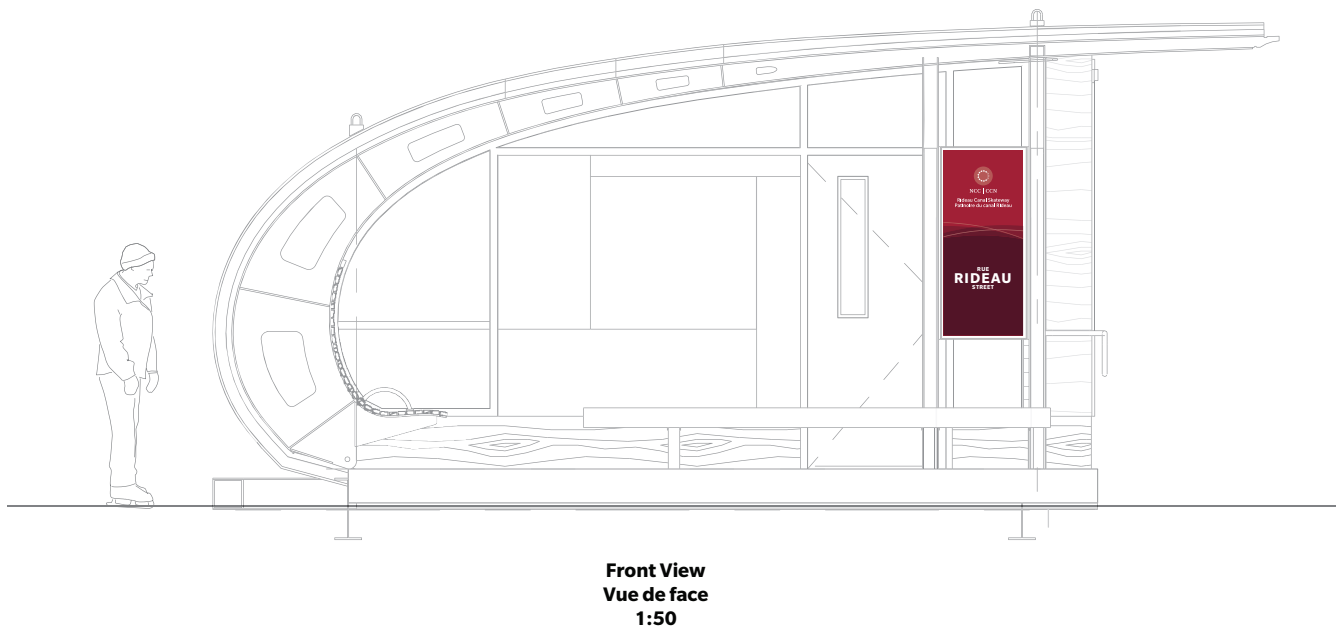 NCC | CCN
Rideau Canal Skateway
Patinoire du canal Rideau
RUE
RIDEAU
STREET
Front View
Vue de face
1:50